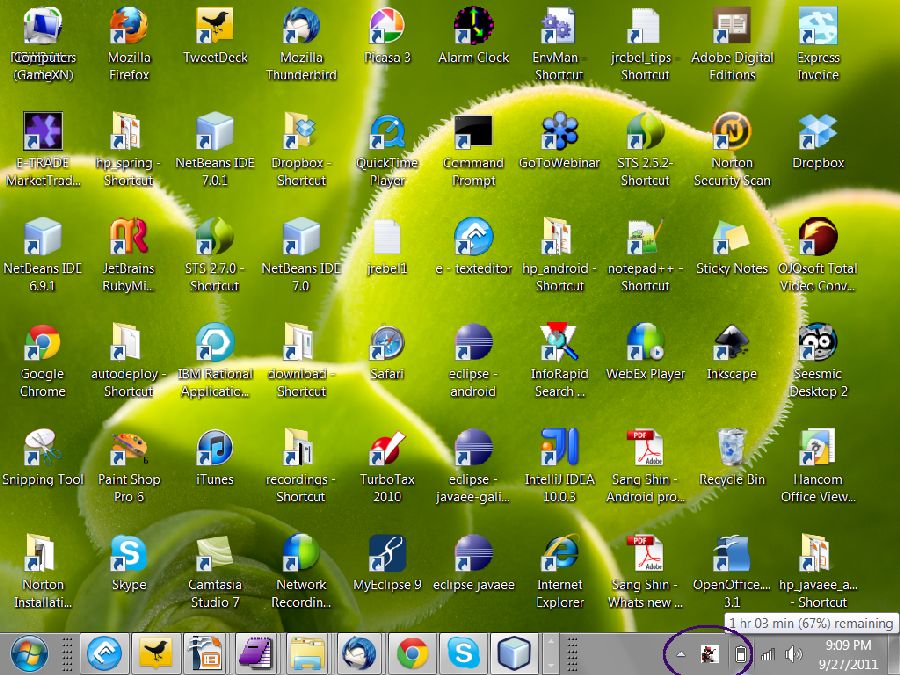 (GameXN)
Mozilla
Firefox
TweetDeck
Mozilla
Thunderbird
Picasa 3
Alarm Clock
EnvMan -
Shortcut
jrebel_tips -
Shortcut
Adobe Digital
Editions
Express
Invoice
E-TRADE
MarketTrad...
hp_spring -
Shortcut
NetBeans IDE
7.0.1
Dropbox -
Shortcut
QuickTime
Player
Command
Prompt
GoToWebinar
STS 2.5.2-
Shortcut
Norton
Security Scan
Dropbox
NetBeans IDE
6.9.1
JetBrains
RubyMi...
STS 2.7.0 -
Shortcut
NetBeans IDE
7.0
jrebel1
e - texteditor
hp_android -
Shortcut
notepad++ -
Shortcut
Sticky Notes
OJOsoft Total
Video Conv...
Google
Chrome
autodeploy -
Shortcut
IBM Rational
Applicatio...
download -
Shortcut
Safari
eclipse -
android
InfoRapid
Search ...
WebEx Player
Inkscape
Seesmic
Desktop 2
Snipping Tool
Paint Shop
Pro 6
iTunes
recordings -
Shortcut
TurboTax
2010
eclipse -
javaee-gali...
IntelliJ IDEA
10.0.3
PDF
Adobe
Sang Shin -
Android pro...
Recycle Bin
Hancom
Office View...
Norton
Installati...
Skype
Camtasia
Studio 7
Network
Recordin...
MyEclipse 9
eclipse javaee
Internet
Explorer
PDF
Adobe
Sang Shin -
Whats new ...
OpenOffice....
3.1
hp_javaee_a...
- Shortcut
1 hr 03 min (67%) remaining
9:09 PM
9/27/2011